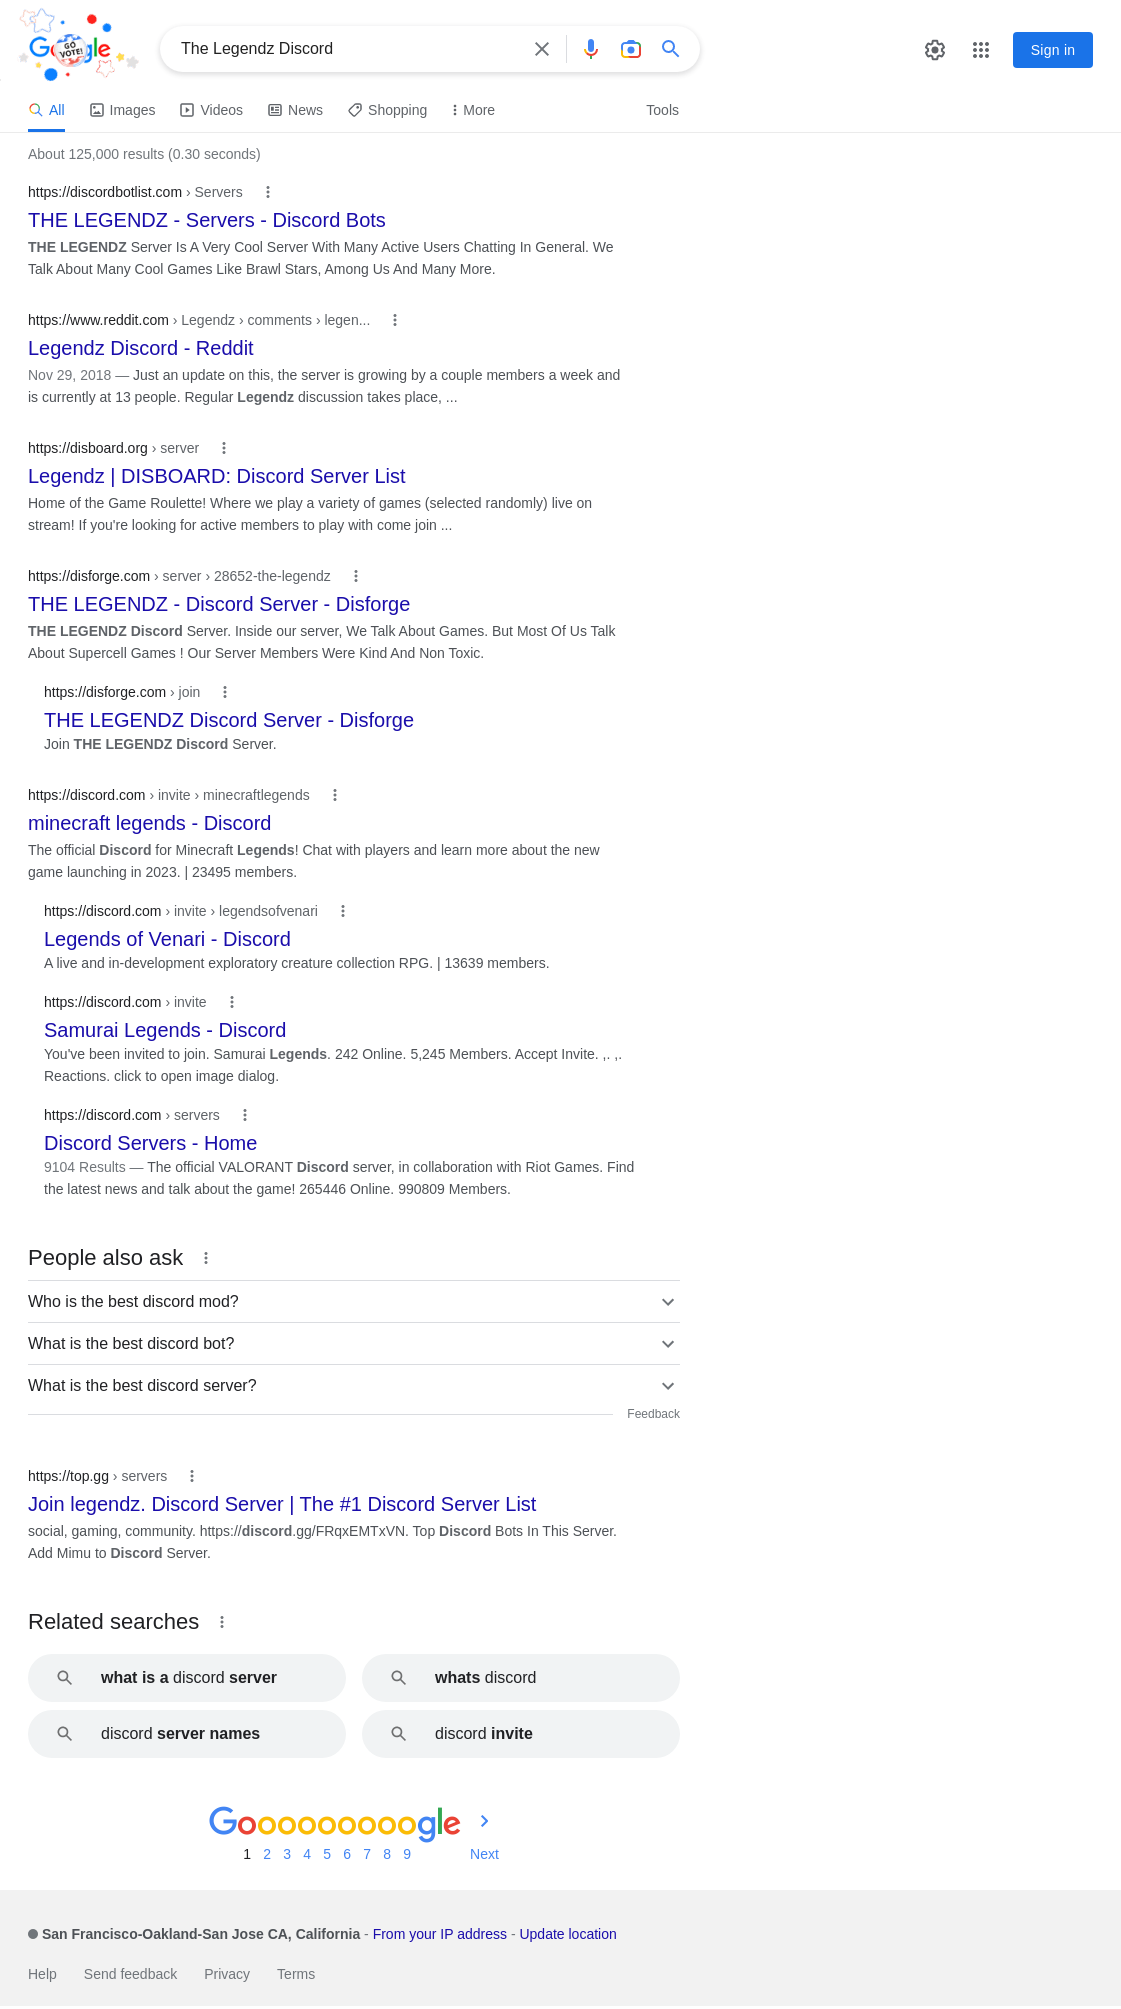 GO
VOTE!
The Legendz Discord
Sign in
All Images Videos News Shopping More Tools
About 125,000 results (0.30 seconds)
https://discordbotlist.com › Servers
THE LEGENDZ - Servers - Discord Bots
THE LEGENDZ Server Is A Very Cool Server With Many Active Users Chatting In General. We
Talk About Many Cool Games Like Brawl Stars, Among Us And Many More.
https://www.reddit.com › Legendz › comments › legen...
Legendz Discord - Reddit
Nov 29, 2018 — Just an update on this, the server is growing by a couple members a week and
is currently at 13 people. Regular Legendz discussion takes place, ...
https://disboard.org › server
Legendz | DISBOARD: Discord Server List
Home of the Game Roulette! Where we play a variety of games (selected randomly) live on
stream! If you're looking for active members to play with come join ...
https://disforge.com › server › 28652-the-legendz
THE LEGENDZ - Discord Server - Disforge
THE LEGENDZ Discord Server. Inside our server, We Talk About Games. But Most Of Us Talk
About Supercell Games ! Our Server Members Were Kind And Non Toxic.
https://disforge.com › join
THE LEGENDZ Discord Server - Disforge
Join THE LEGENDZ Discord Server.
https://discord.com › invite › minecraftlegends
minecraft legends - Discord
The official Discord for Minecraft Legends! Chat with players and learn more about the new
game launching in 2023. | 23495 members.
https://discord.com › invite › legendsofvenari
Legends of Venari - Discord
A live and in-development exploratory creature collection RPG. | 13639 members.
https://discord.com › invite
Samurai Legends - Discord
You've been invited to join. Samurai Legends. 242 Online. 5,245 Members. Accept Invite. ,. ,.
Reactions. click to open image dialog.
https://discord.com › servers
Discord Servers - Home
9104 Results — The official VALORANT Discord server, in collaboration with Riot Games. Find
the latest news and talk about the game! 265446 Online. 990809 Members.
People also ask
Who is the best discord mod?
What is the best discord bot?
What is the best discord server?
Feedback
https://top.gg › servers
Join legendz. Discord Server | The #1 Discord Server List
social, gaming, community. https://discord.gg/FRqxEMTxVN. Top Discord Bots In This Server.
Add Mimu to Discord Server.
Related searches
what is a discord server
whats discord
discord server names
discord invite
Gooooooooogle
1 2 3 4 5 6 7 8 9 Next
San Francisco-Oakland-San Jose CA, California - From your IP address - Update location
Help Send feedback Privacy Terms